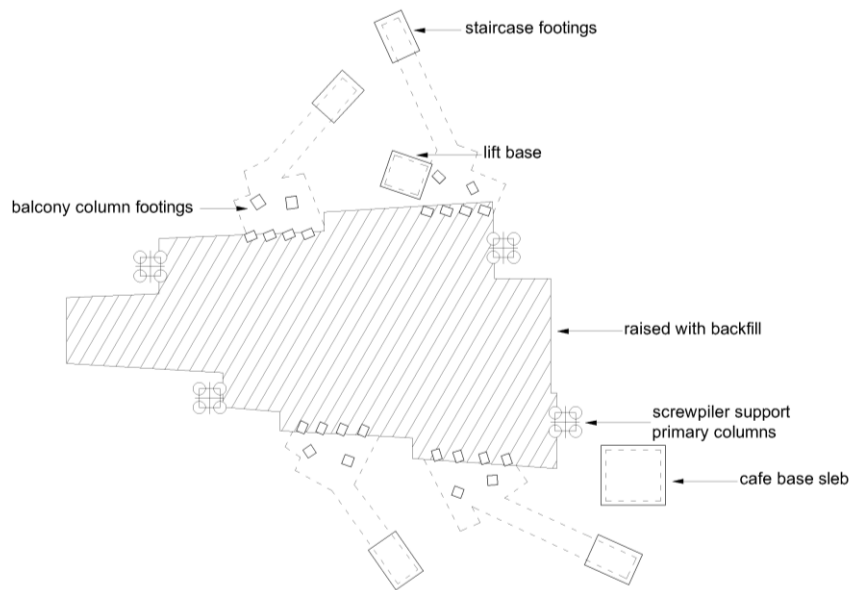 staircase footings
lift base
balcony column footings
raised with backfill
screwpiler support
primary columns
cafe base sleb